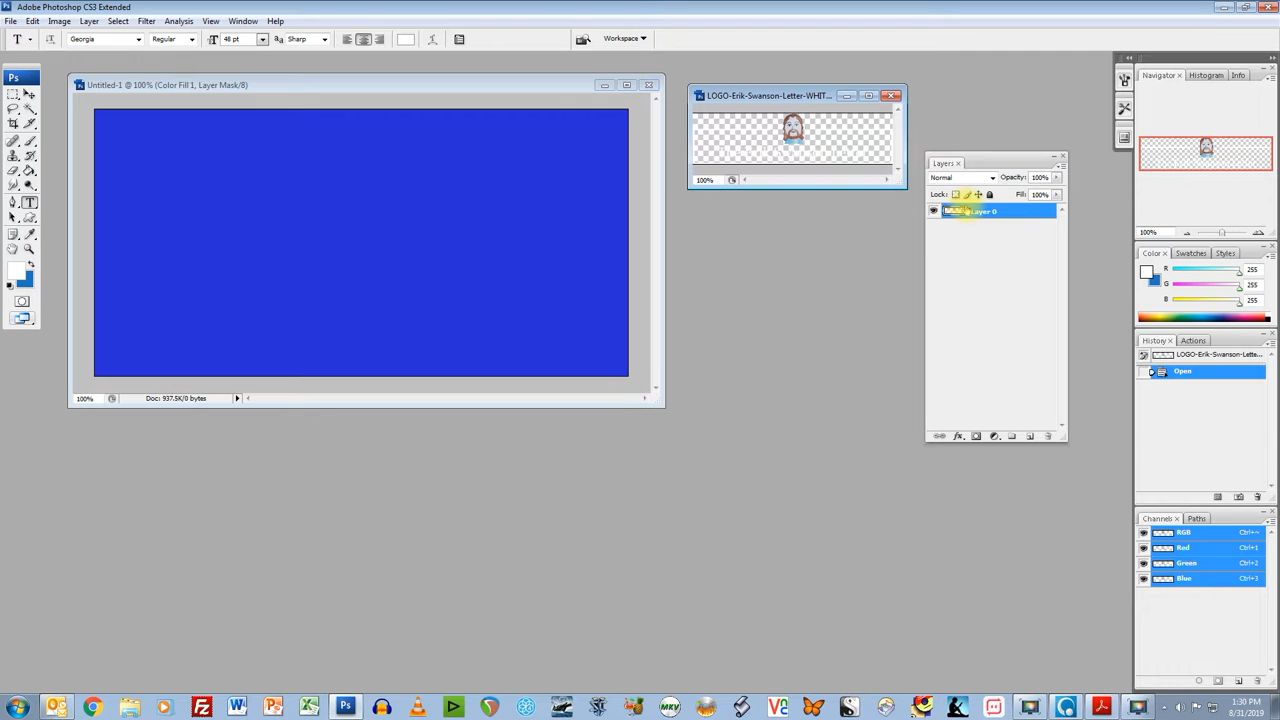 Adobe Photoshop CS3 Extended
File Edit Image Layer Select Filter Analysis View Window Help
T Georgia Regular 48 pt Sharp Workspace
Ps
Untitled-1 @ 100% (Color Fill 1, Layer Mask/8)
100% Doc: 937.5K/0 bytes
LOGO-Erik-Swanson-Letter-WHIT...
100%
Layers x
Normal Opacity: 100%
Lock: Fill: 100%
Layer 0
Navigator x Histogram Info
100%
Color x Swatches Styles
R 255
G 255
B 255
History x Actions
LOGO-Erik-Swanson-Lette...
Open
Channels x Paths
RGB Ctrl+~
Red Ctrl+1
Green Ctrl+2
Blue Ctrl+3
1:30 PM
8/31/2019